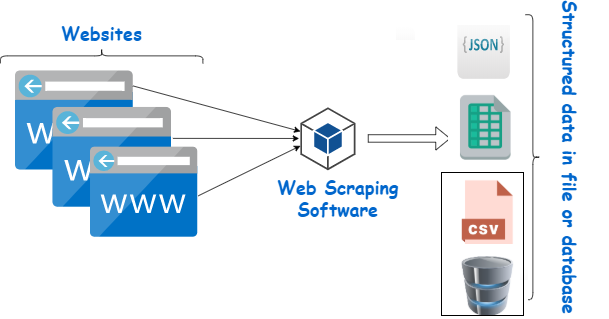 Websites
W
W
WWW
Web Scraping
Software
{JSON}
CSV
Structured data in file or database